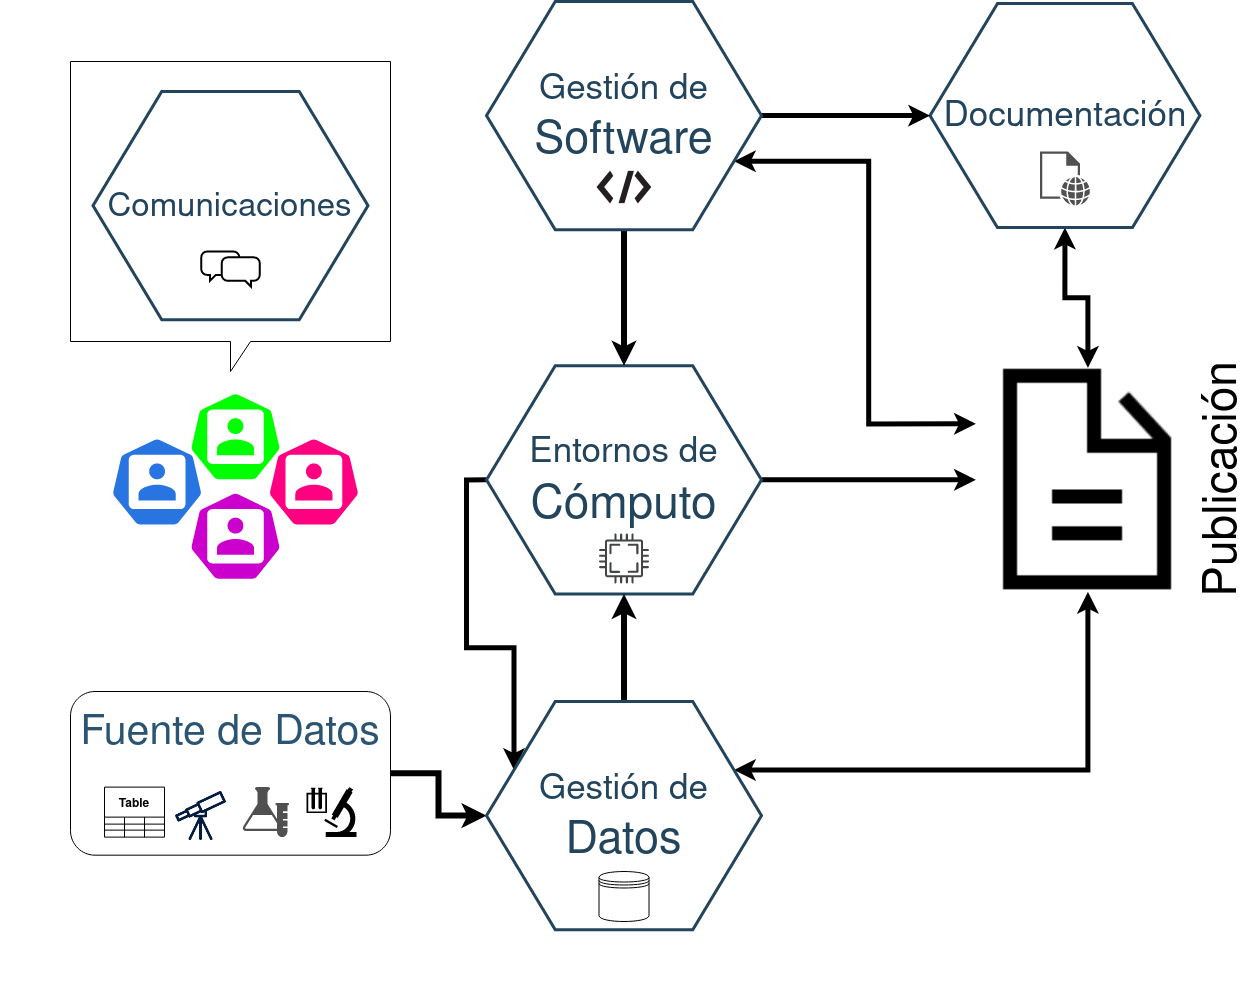 Gestión de
Software
Documentación
Comunicaciones
Entornos de
Cómputo
Publicación
Fuente de Datos
Table
Gestión de
Datos